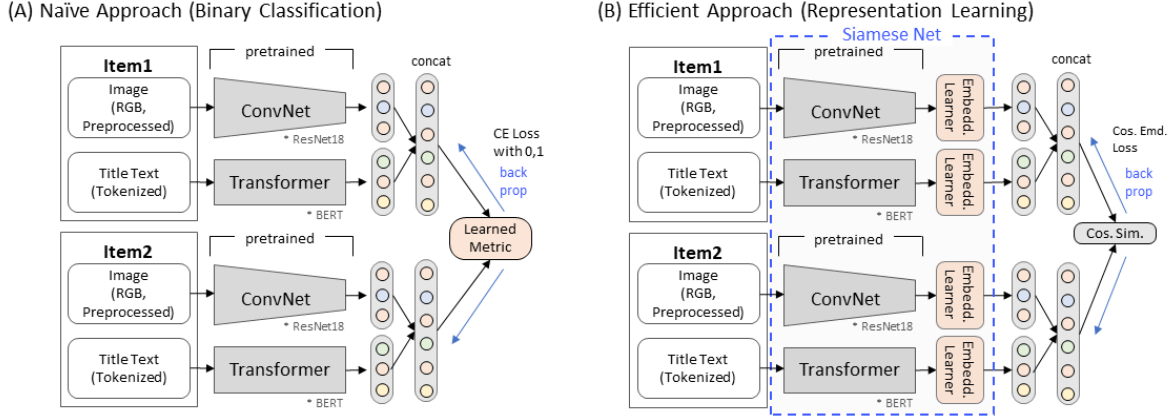 (A) Naïve Approach (Binary Classification)
pretrained
concat
Item1
Image
(RGB,
Preprocessed)
ConvNet
* ResNet18
Title Text
(Tokenized)
Transformer
* BERT
CE Loss
with 0,1
back
prop
Learned
Metric
Item2
pretrained
Image
(RGB,
Preprocessed)
ConvNet
* ResNet18
Title Text
(Tokenized)
Transformer
* BERT
(B) Efficient Approach (Representation Learning)
Siamese Net
pretrained
concat
Item1
Image
(RGB,
Preprocessed)
ConvNet
* ResNet18
Embedd.
Learner
Title Text
(Tokenized)
Transformer
* BERT
Embedd.
Learner
Cos. Emd.
Loss
back
prop
Cos. Sim.
Item2
pretrained
Image
(RGB,
Preprocessed)
ConvNet
* ResNet18
Embedd.
Learner
Title Text
(Tokenized)
Transformer
* BERT
Embedd.
Learner